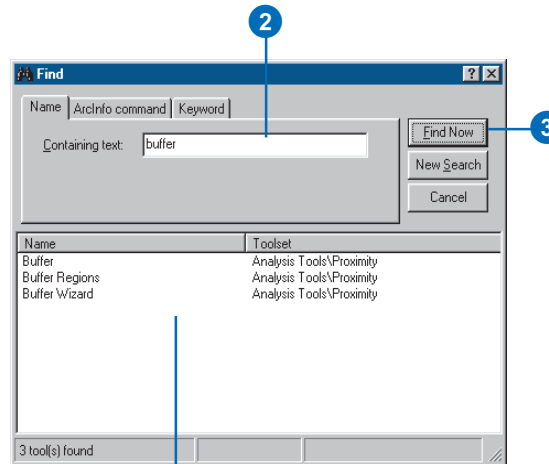 2
Find
? X
Name ArcInfo command Keyword
Containing text: buffer
Find Now
3
New Search
Cancel
Name Toolset
Buffer Analysis Tools\Proximity
Buffer Regions Analysis Tools\Proximity
Buffer Wizard Analysis Tools\Proximity
3 tool(s) found